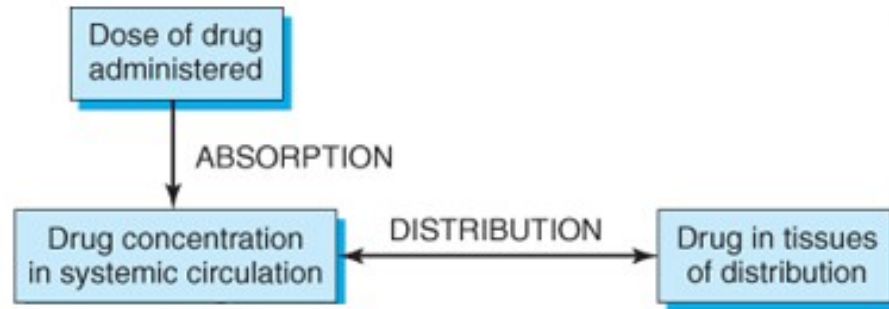 Dose of drug
administered
ABSORPTION
Drug concentration
in systemic circulation
DISTRIBUTION
Drug in tissues
of distribution